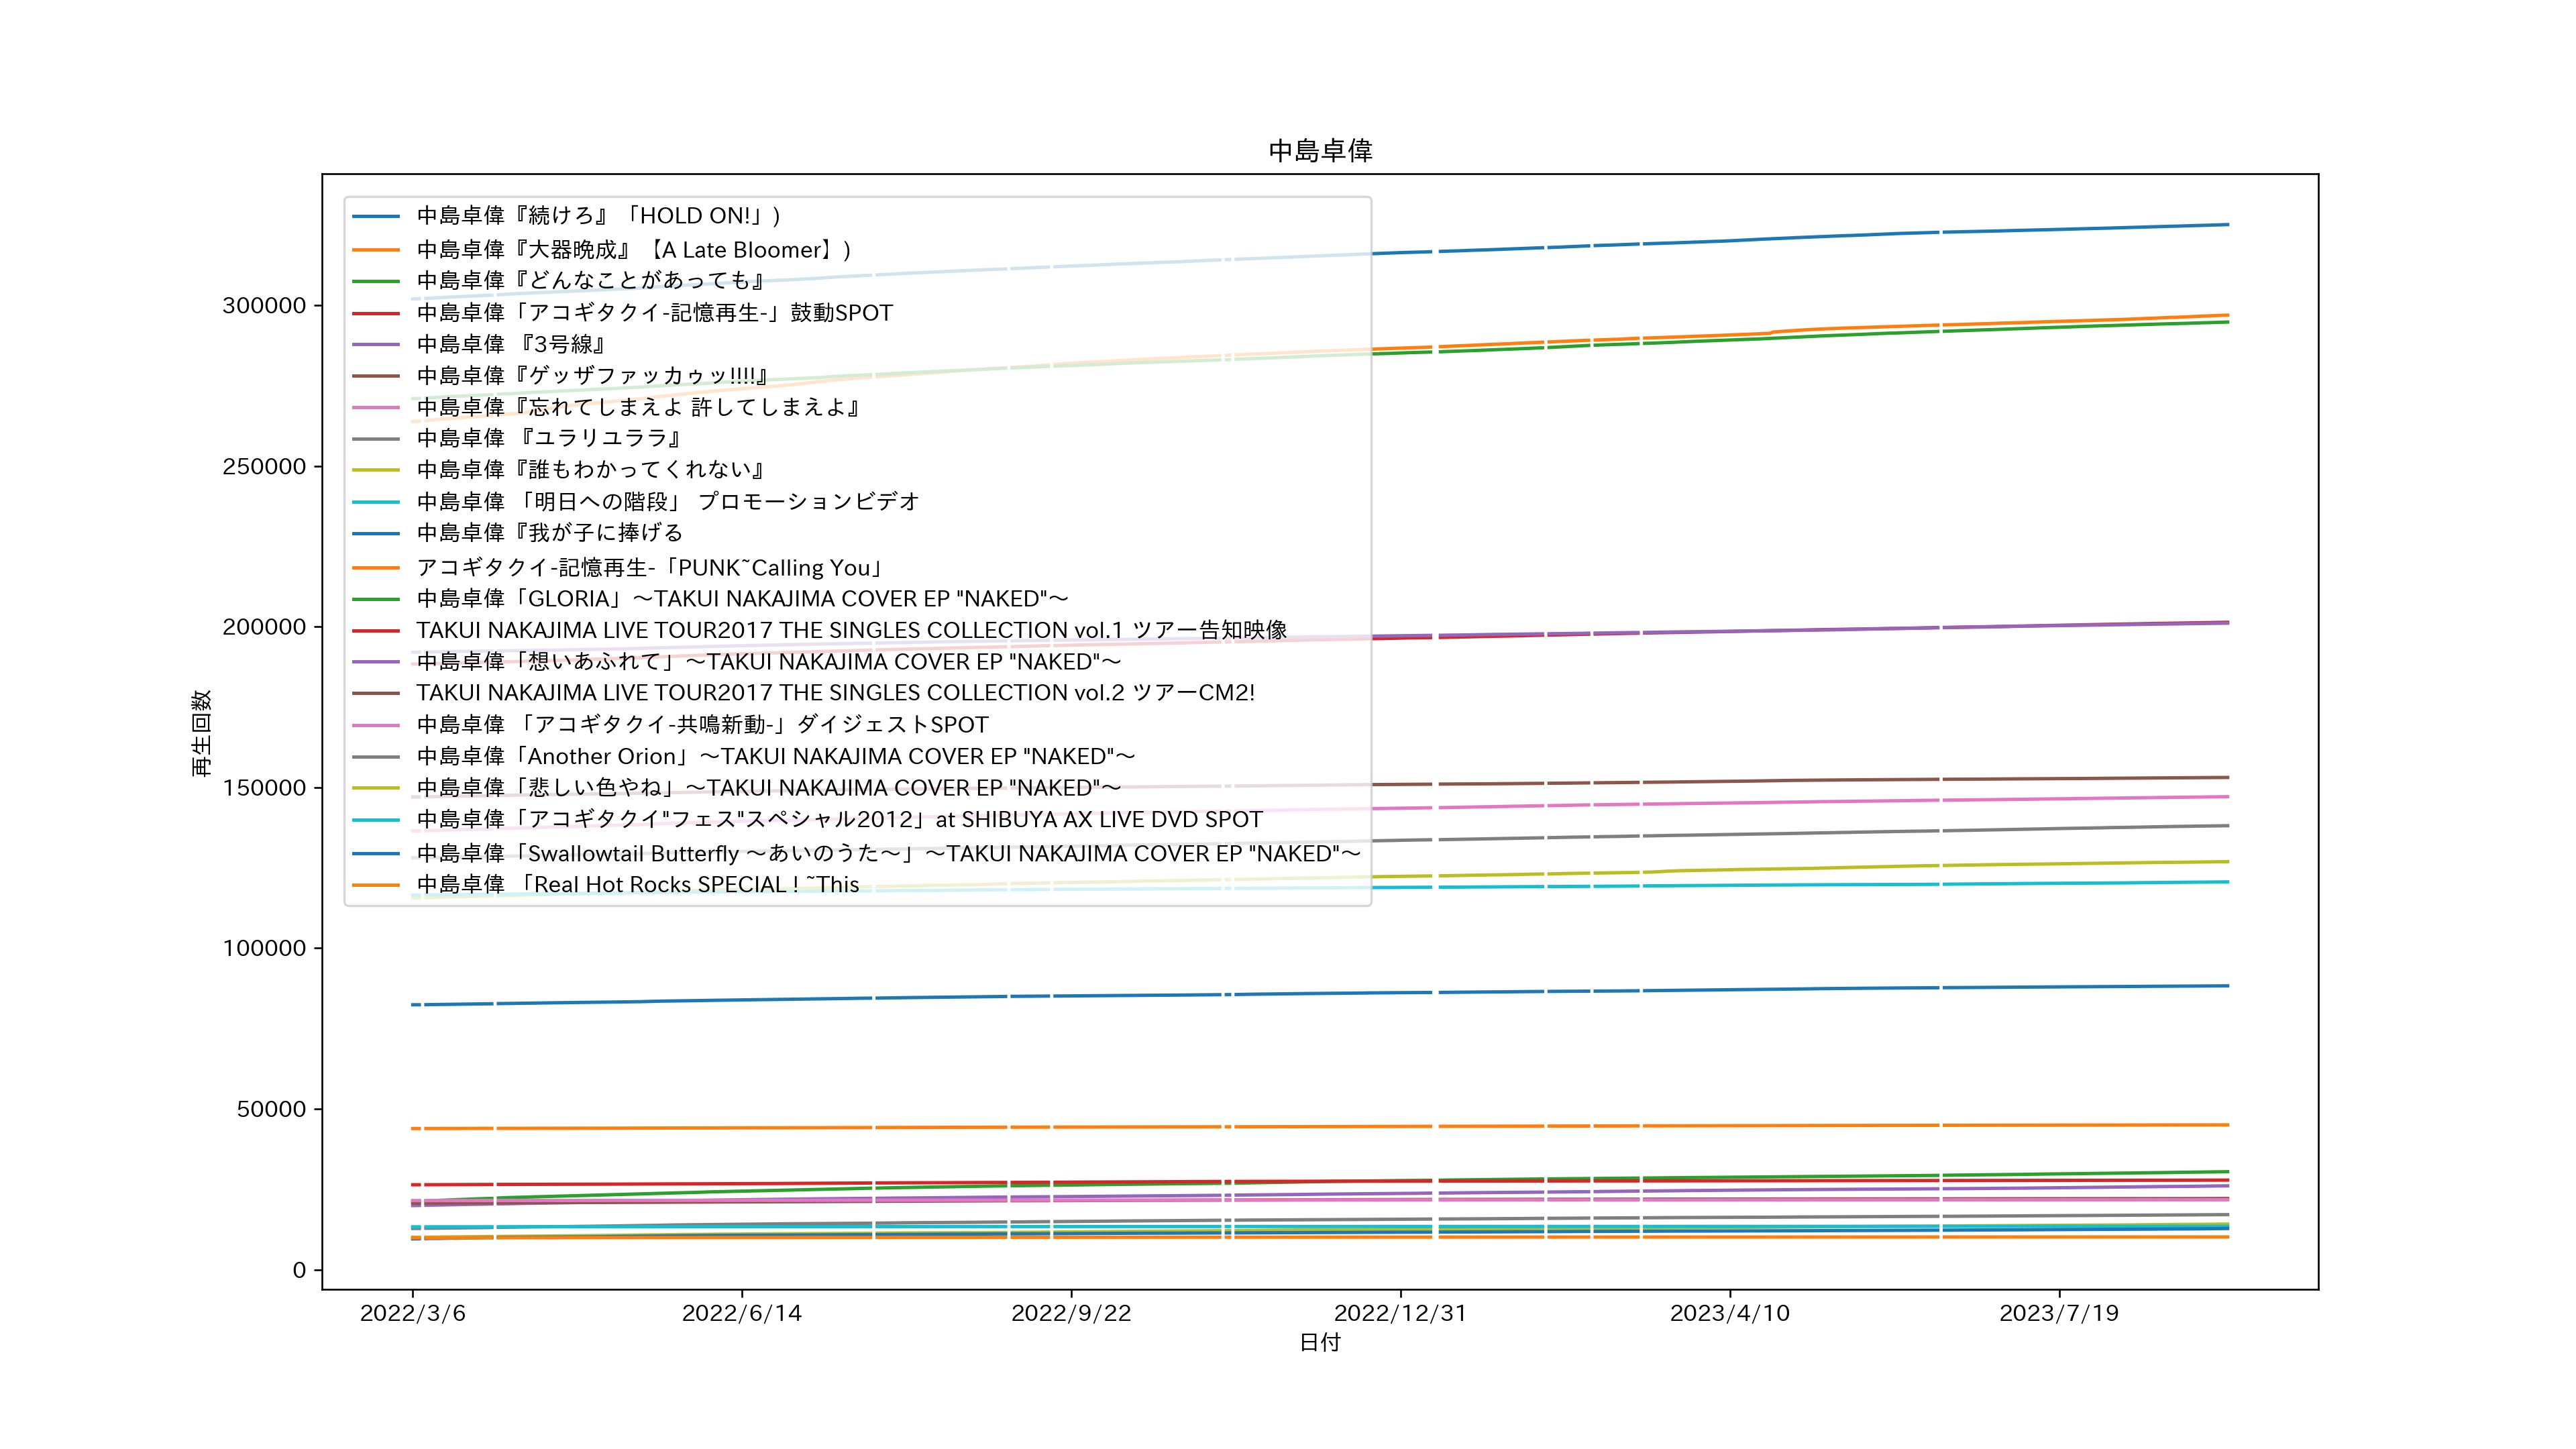 中島卓偉
中島卓偉『続けろ』「HOLD ON!」)
中島卓偉『大器晩成』【A Late Bloomer】)
中島卓偉『どんなことがあっても』
中島卓偉「アコギタクイ-記憶再生-」鼓動SPOT
中島卓偉 『3号線』
中島卓偉『ゲッザファッカゥッ!!!!』
中島卓偉『忘れてしまえよ 許してしまえよ』
中島卓偉 『ユラリユララ』
中島卓偉『誰もわかってくれない』
中島卓偉 「明日への階段」 プロモーションビデオ
中島卓偉『我が子に捧げる
アコギタクイ-記憶再生-「PUNK~Calling You」
中島卓偉「GLORIA」～TAKUI NAKAJIMA COVER EP "NAKED"～
TAKUI NAKAJIMA LIVE TOUR2017 THE SINGLES COLLECTION vol.1 ツアー告知映像
中島卓偉「想いあふれて」～TAKUI NAKAJIMA COVER EP "NAKED"～
TAKUI NAKAJIMA LIVE TOUR2017 THE SINGLES COLLECTION vol.2 ツアーCM2!
中島卓偉 「アコギタクイ-共鳴新動-」ダイジェストSPOT
中島卓偉「Another Orion」～TAKUI NAKAJIMA COVER EP "NAKED"～
中島卓偉「悲しい色やね」～TAKUI NAKAJIMA COVER EP "NAKED"～
中島卓偉「アコギタクイ"フェス"スペシャル2012」at SHIBUYA AX LIVE DVD SPOT
中島卓偉「Swallowtail Butterfly ～あいのうた～」～TAKUI NAKAJIMA COVER EP "NAKED"～
中島卓偉 「Real Hot Rocks SPECIAL ! ~This
再生回数
300000
250000
200000
150000
100000
50000
0
2022/3/6
2022/6/14
2022/9/22
2022/12/31
2023/4/10
2023/7/19
日付